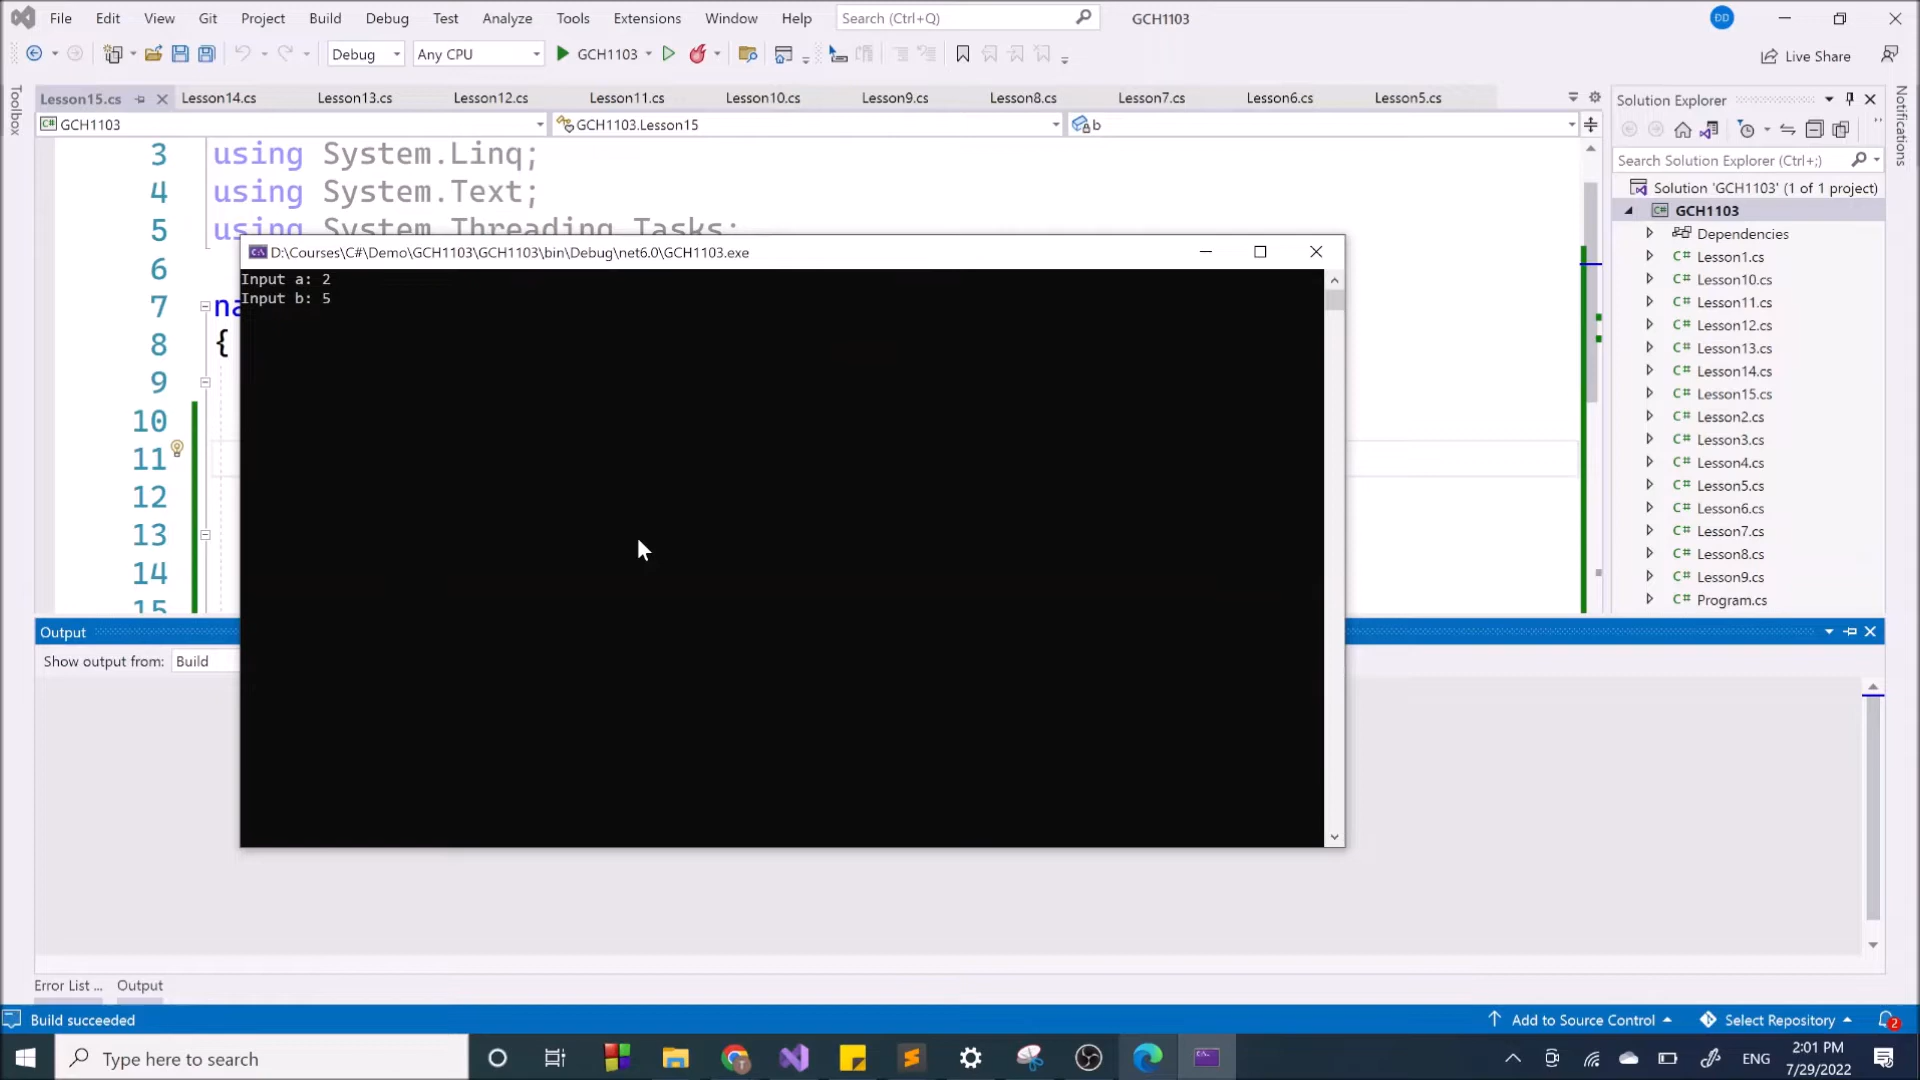 File Edit View Git Project Build Debug Test Analyze Tools Extensions Window Help Search (Ctrl+Q) GCH1103 ĐD
Debug Any CPU GCH1103 Live Share
Toolbox
Lesson15.cs Lesson14.cs Lesson13.cs Lesson12.cs Lesson11.cs Lesson10.cs Lesson9.cs Lesson8.cs Lesson7.cs Lesson6.cs Lesson5.cs
GCH1103 GCH1103.Lesson15 b
3 using System.Linq;
4 using System.Text;
5 using System.Threading.Tasks;
6
7 na
8 {
9
10
11
12
13
14
15
D:\Courses\C#\Demo\GCH1103\GCH1103\bin\Debug\net6.0\GCH1103.exe
Input a: 2
Input b: 5
Solution Explorer
Search Solution Explorer (Ctrl+;)
Solution 'GCH1103' (1 of 1 project)
GCH1103
Dependencies
C# Lesson1.cs
C# Lesson10.cs
C# Lesson11.cs
C# Lesson12.cs
C# Lesson13.cs
C# Lesson14.cs
C# Lesson15.cs
C# Lesson2.cs
C# Lesson3.cs
C# Lesson4.cs
C# Lesson5.cs
C# Lesson6.cs
C# Lesson7.cs
C# Lesson8.cs
C# Lesson9.cs
C# Program.cs
Notifications
Output
Show output from: Build
Error List ... Output
Build succeeded Add to Source Control Select Repository 2
Type here to search ENG 2:01 PM
7/29/2022